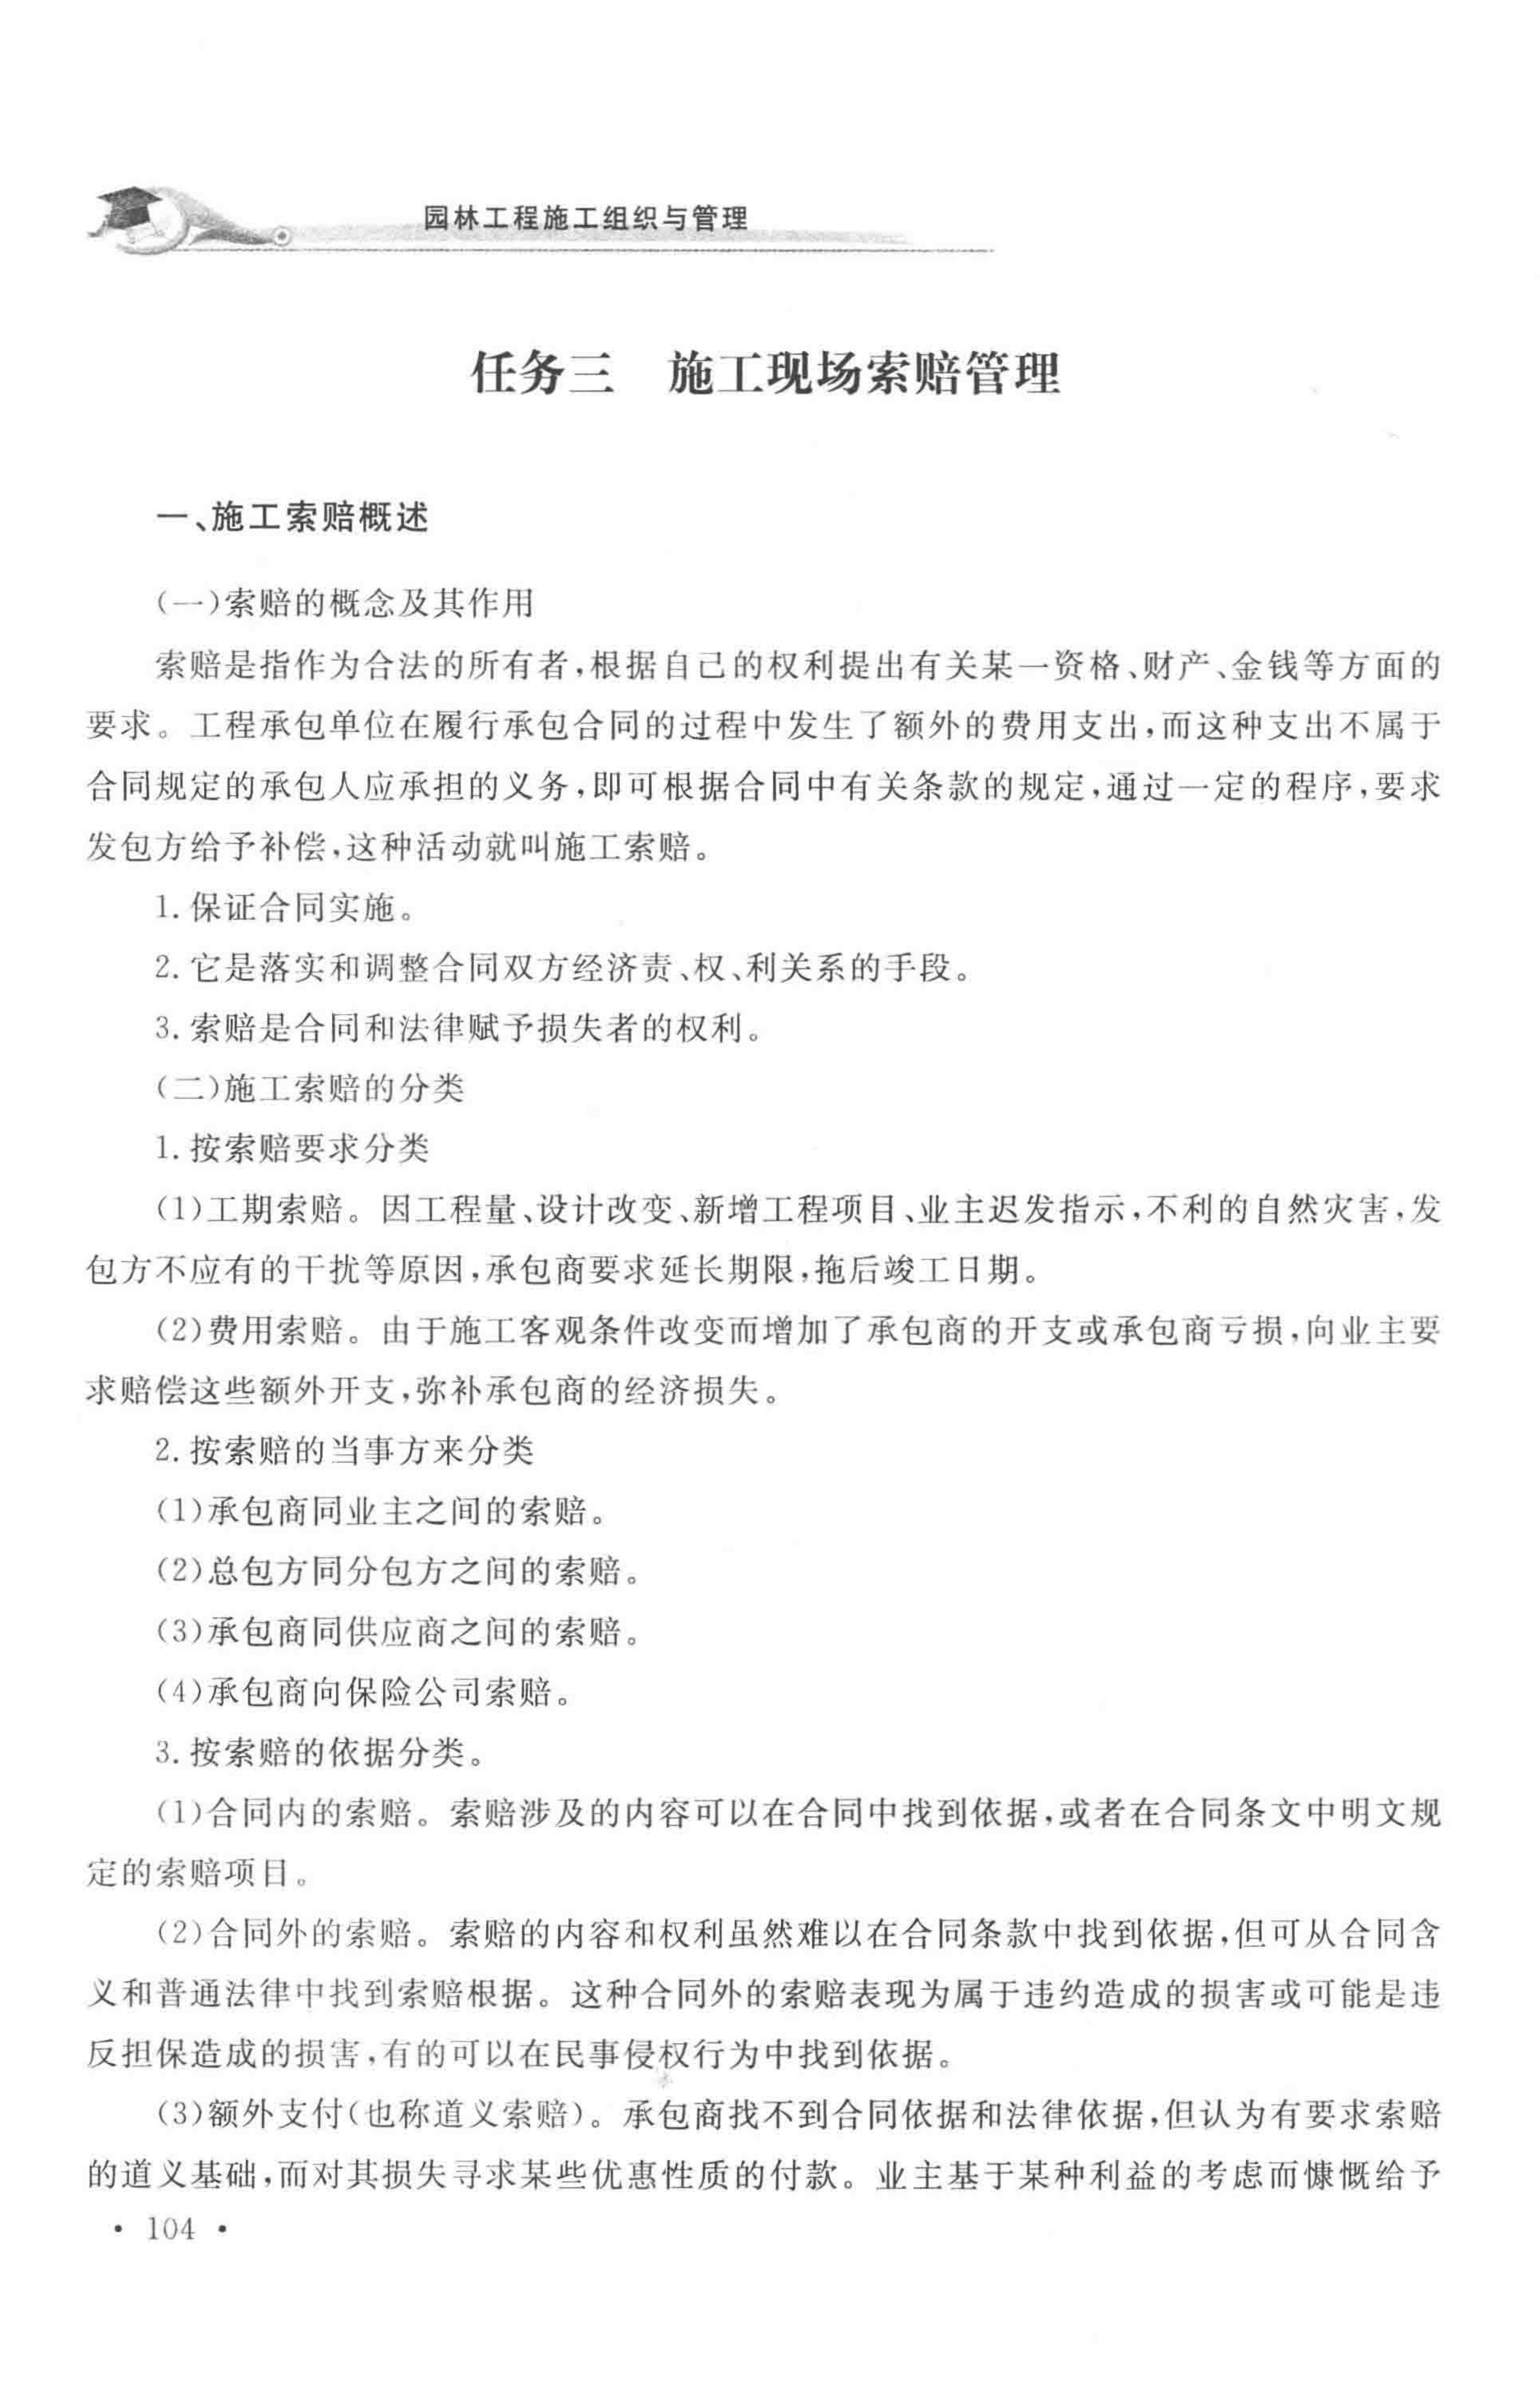 园林工程施工组织与管理
任务三　施工现场索赔管理
一、施工索赔概述
(一)索赔的概念及其作用
索赔是指作为合法的所有者,根据自己的权利提出有关某一资格、财产、金钱等方面的
要求。工程承包单位在履行承包合同的过程中发生了额外的费用支出,而这种支出不属于
合同规定的承包人应承担的义务,即可根据合同中有关条款的规定,通过一定的程序,要求
发包方给予补偿,这种活动就叫施工索赔。
1. 保证合同实施。
2. 它是落实和调整合同双方经济责、权、利关系的手段。
3. 索赔是合同和法律赋予损失者的权利。
(二)施工索赔的分类
1. 按索赔要求分类
(1)工期索赔。因工程量、设计改变、新增工程项目、业主迟发指示,不利的自然灾害,发
包方不应有的干扰等原因,承包商要求延长期限,拖后竣工日期。
(2)费用索赔。由于施工客观条件改变而增加了承包商的开支或承包商亏损,向业主要
求赔偿这些额外开支,弥补承包商的经济损失。
2. 按索赔的当事方来分类
(1)承包商同业主之间的索赔。
(2)总包方同分包方之间的索赔。
(3)承包商同供应商之间的索赔。
(4)承包商向保险公司索赔。
3. 按索赔的依据分类。
(1)合同内的索赔。索赔涉及的内容可以在合同中找到依据,或者在合同条文中明文规
定的索赔项目。
(2)合同外的索赔。索赔的内容和权利虽然难以在合同条款中找到依据,但可从合同含
义和普通法律中找到索赔根据。这种合同外的索赔表现为属于违约造成的损害或可能是违
反担保造成的损害,有的可以在民事侵权行为中找到依据。
(3)额外支付(也称道义索赔)。承包商找不到合同依据和法律依据,但认为有要求索赔
的道义基础,而对其损失寻求某些优惠性质的付款。业主基于某种利益的考虑而慷慨给予
• 104 •